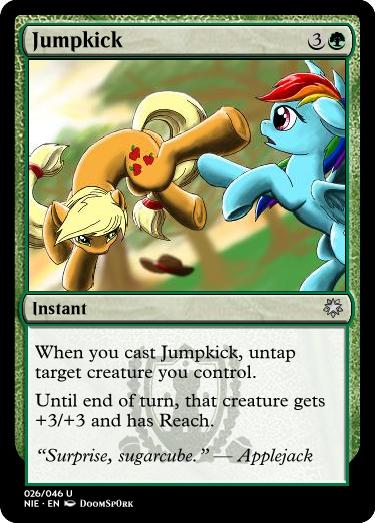 Jumpkick 3
Instant
When you cast Jumpkick, untap
target creature you control.
Until end of turn, that creature gets
+3/+3 and has Reach.
“Surprise, sugarcube.” — Applejack
026/046 U
NIE · EN DoomSp0rk